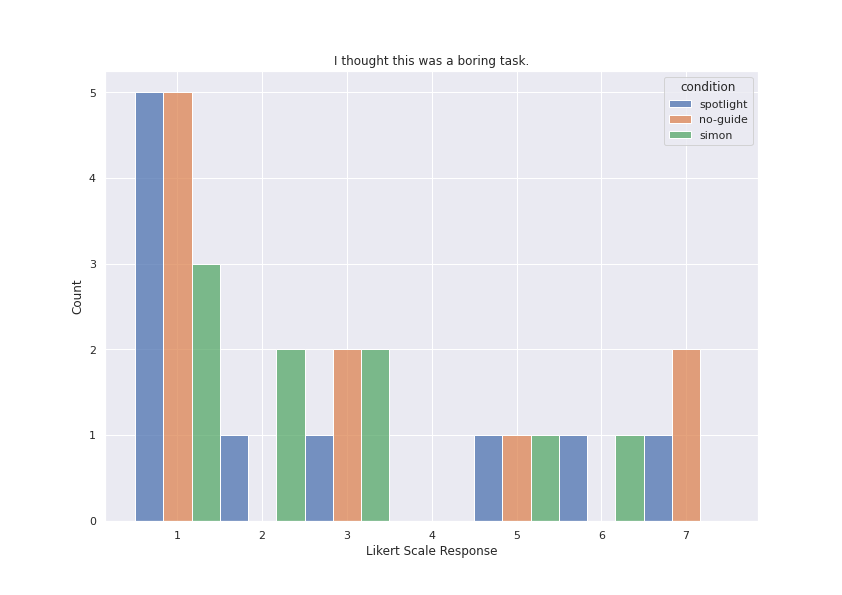 I thought this was a boring task.
condition
spotlight
no-guide
simon
Count
5
4
3
2
1
0
1 2 3 4 5 6 7
Likert Scale Response